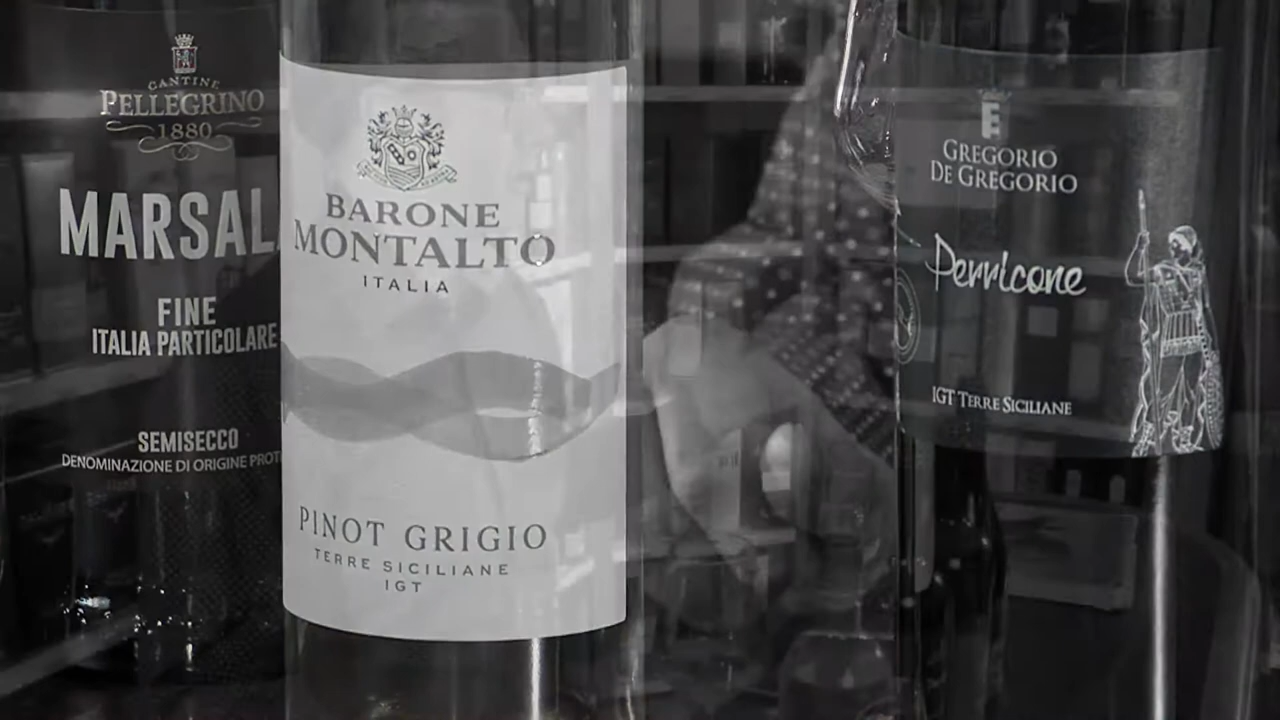 CANTINE
PELLEGRINO
1880
MARSAL
FINE
ITALIA PARTICOLARE
SEMISECCO
DENOMINAZIONE DI ORIGINE PROT
BARONE
MONTALTO
ITALIA
PINOT GRIGIO
TERRE SICILIANE
IGT
GREGORIO
DE GREGORIO
Perricone
IGT TERRE SICILIANE